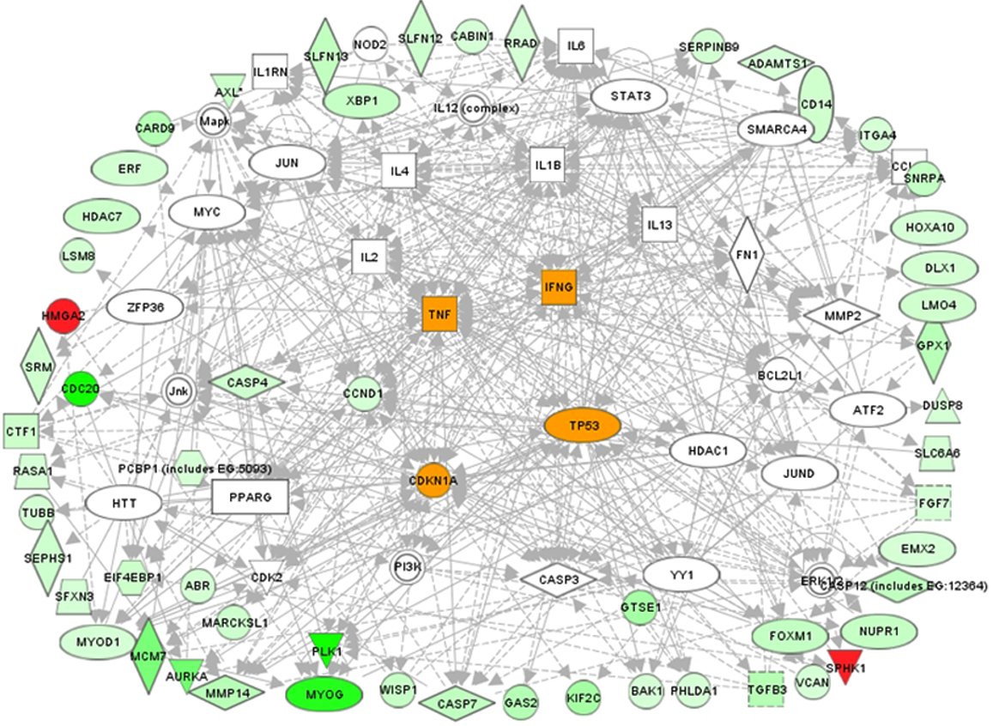 SLFN12
CABIN1
RRAD
IL6
NOD2
SERPINB9
SLFN13
ADAMTS1
IL1RN
AXL*
XBP1
IL12 (complex)
STAT3
CD14
Mapk
CARD9
SMARCA4
ITGA4
JUN
IL4
IL1B
ERF
SNRPA
HDAC7
MYC
IL13
HOXA10
LSM8
IL2
FN1
DLX1
IFNG
ZFP36
TNF
HMGA2
MMP2
LMO4
GPX1
SRM
CDC20
Jnk
CASP4
CCND1
BCL2L1
ATF2
DUSP8
CTF1
TP53
HDAC1
SLC6A6
RASA1
PCBP1 (includes EG:5093)
CDKN1A
JUND
HTT
PPARG
TUBB
FGF7
SEPHS1
EMX2
EIF4EBP1
ABR
CDK2
PI3K
CASP3
YY1
CASP12 (includes EG:12364)
SFXN3
GTSE1
MARCKSL1
MYOD1
MCM7
PLK1
FOXM1
NUPR1
AURKA
SPHK1
MMP14
MYOG
WISP1
CASP7
GAS2
KIF2C
BAK1
PHLDA1
TGFB3
VCAN